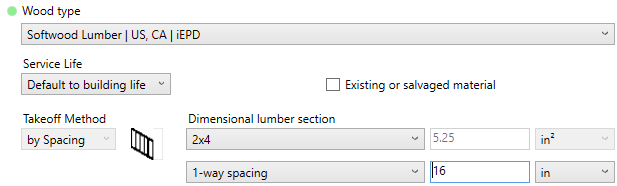 Wood type
Softwood Lumber | US, CA | iEPD
Service Life
Default to building life
Existing or salvaged material
Takeoff Method
Dimensional lumber section
by Spacing
2x4
5.25
in²
1-way spacing
16
in